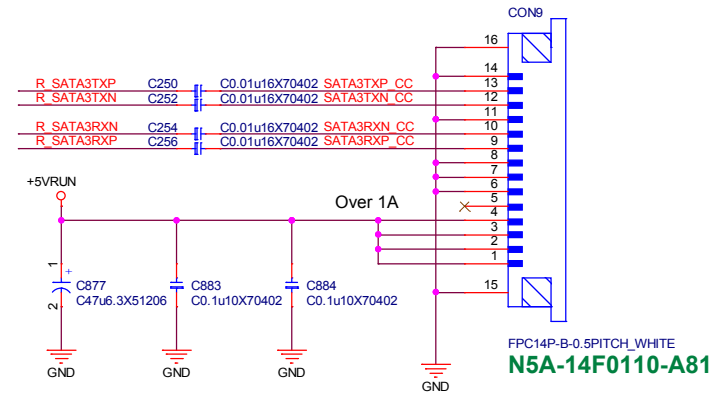 CON9
16
14
R_SATA3TXP C250 C0.01u16X70402 SATA3TXP_CC 13
R_SATA3TXN C252 C0.01u16X70402 SATA3TXN_CC 12
11
R_SATA3RXN C254 C0.01u16X70402 SATA3RXN_CC 10
R_SATA3RXP C256 C0.01u16X70402 SATA3RXP_CC 9
8
7
6
+5VRUN
Over 1A
5
4
3
2
1
1 +
C877
C47u6.3X51206
2
C883
C0.1u10X70402
C884
C0.1u10X70402
15
GND
GND
GND
GND
FPC14P-B-0.5PITCH_WHITE
N5A-14F0110-A81